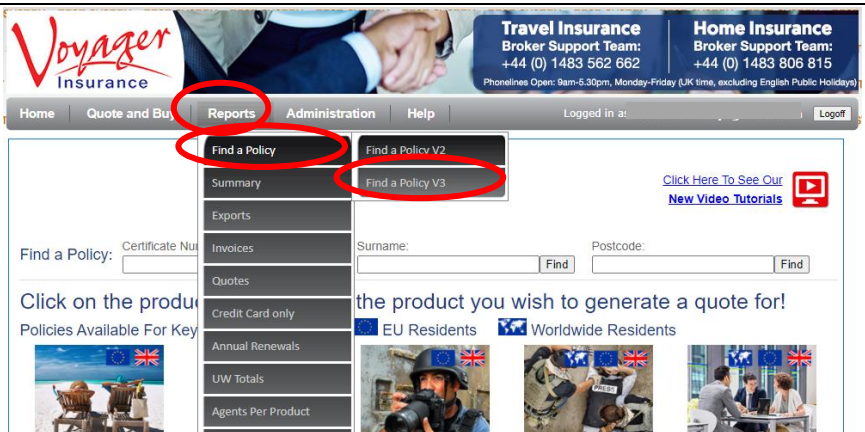 Voyager
Insurance
Travel Insurance
Broker Support Team:
+44 (0) 1483 562 662
Home Insurance
Broker Support Team:
+44 (0) 1483 806 815
Phonelines Open: 9am-5.30pm, Monday-Friday (UK time, excluding English Public Holidays)
Home
Quote and Buy
Reports
Administration
Help
Logged in as
Logoff
Find a Policy
Find a Policy V2
Summary
Find a Policy V3
Exports
Invoices
Quotes
Credit Card only
Annual Renewals
UW Totals
Agents Per Product
Click Here To See Our
New Video Tutorials
Find a Policy:
Certificate Nu
Surname:
Find
Postcode:
Find
Click on the produ the product you wish to generate a quote for!
Policies Available For Key
EU Residents
Worldwide Residents
PRESS